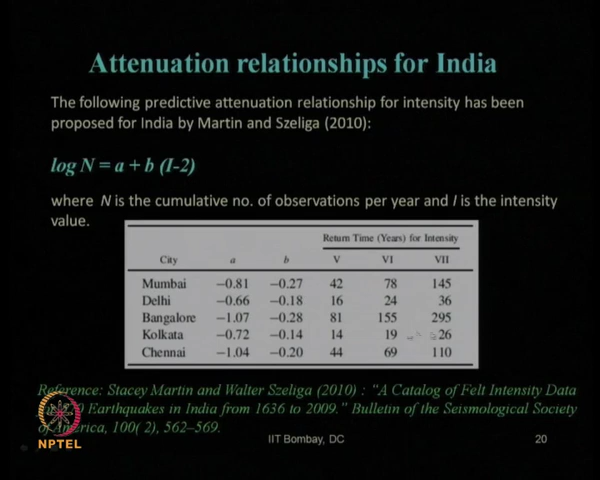 Attenuation relationships for India
The following predictive attenuation relationship for intensity has been
proposed for India by Martin and Szeliga (2010):
log N = a + b (I-2)
where N is the cumulative no. of observations per year and I is the intensity
value.
Return Time (Years) for Intensity
City a b V VI VII
Mumbai −0.81 −0.27 42 78 145
Delhi −0.66 −0.18 16 24 36
Bangalore −1.07 −0.28 81 155 295
Kolkata −0.72 −0.14 14 19 26
Chennai −1.04 −0.20 44 69 110
Reference: Stacey Martin and Walter Szeliga (2010) : "A Catalog of Felt Intensity Data
Earthquakes in India from 1636 to 2009." Bulletin of the Seismological Society
of America, 100( 2), 562–569.
NPTEL
IIT Bombay, DC
20